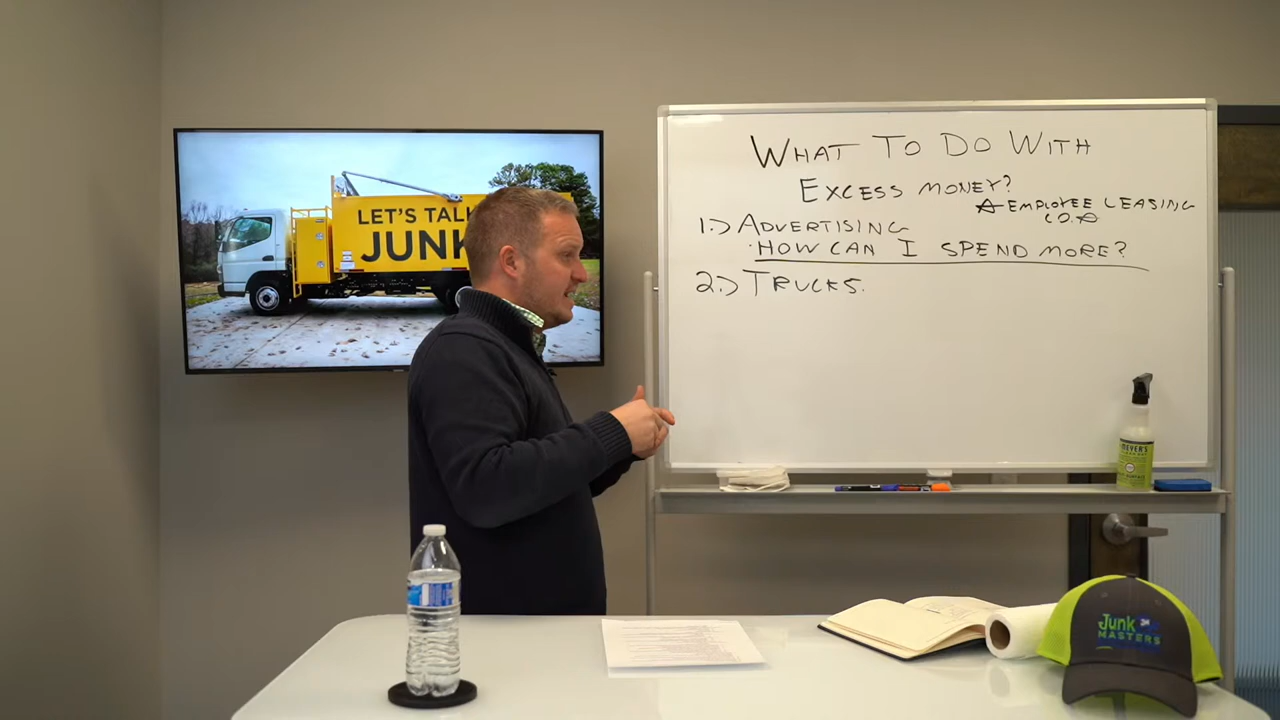 LET'S TALK
JUNK
WHAT TO DO WITH
EXCESS MONEY?
EMPLOYEE LEASING
CO.
1.) ADVERTISING
· HOW CAN I SPEND MORE?
2.) TRUCKS.
MEYER'S
Junk
MASTERS